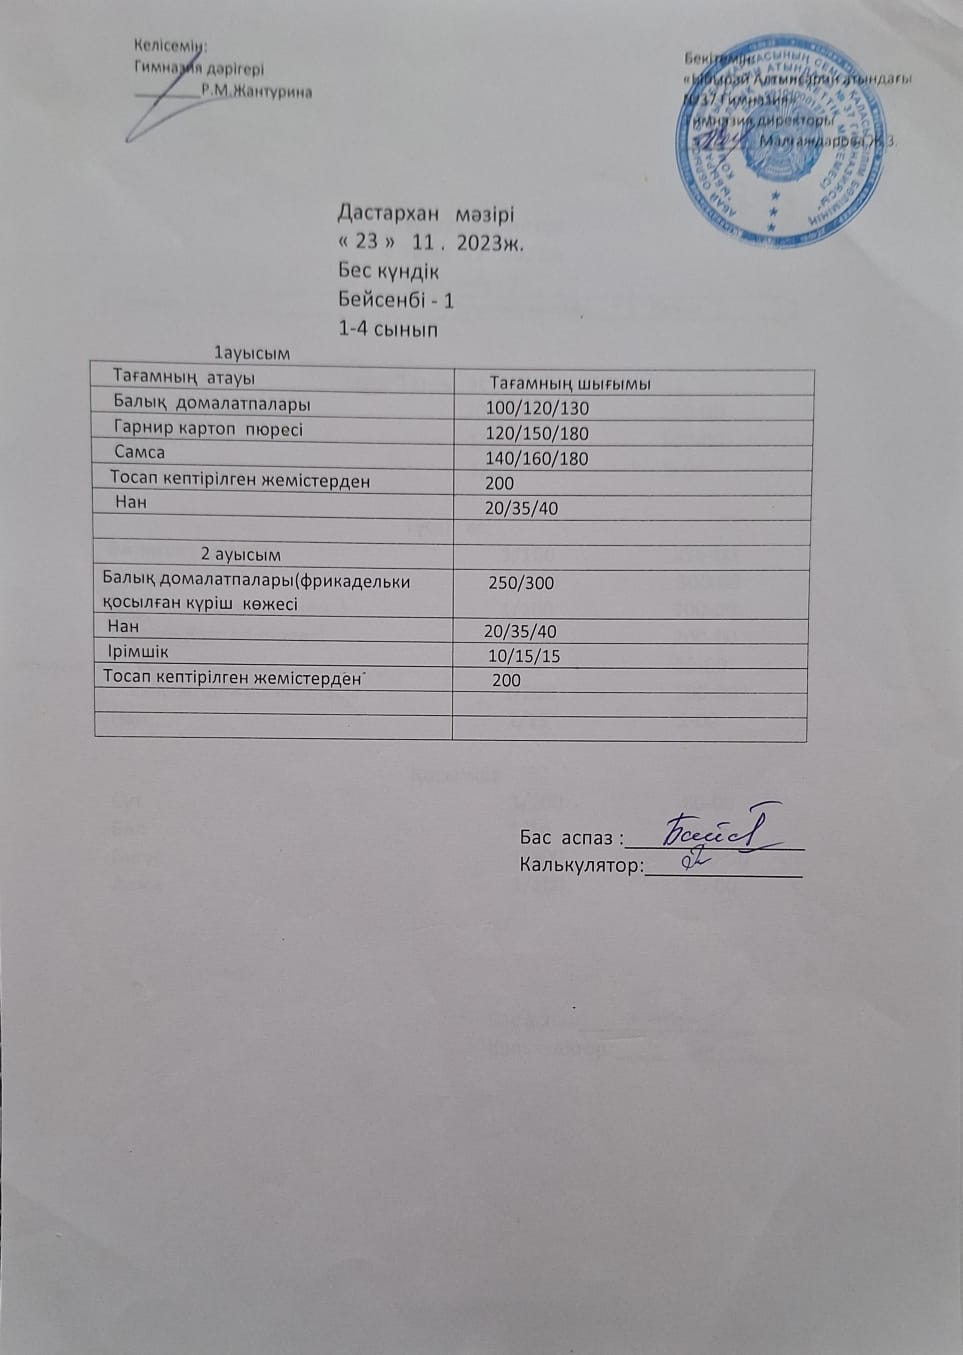 Келісемін:
Гимназия дәрігері
Р.М.Жантурина
Бекітемін:
«Ыбырай Алтынсарин атындағы
№37 Гимназия»
Гимназия директоры
Малгаждарова Ж.З.
Дастархан мәзірі
« 23 » 11 . 2023ж.
Бес күндік
Бейсенбі - 1
1-4 сынып
1ауысым
Тағамның атауы Тағамның шығымы
Балық домалатпалары 100/120/130
Гарнир картоп пюресі 120/150/180
Самса 140/160/180
Тосап кептірілген жемістерден 200
Нан 20/35/40
2 ауысым
Балық домалатпалары(фрикадельки 250/300
қосылған күріш көжесі
Нан 20/35/40
Ірімшік 10/15/15
Тосап кептірілген жемістерден 200
Бас аспаз :
Калькулятор: